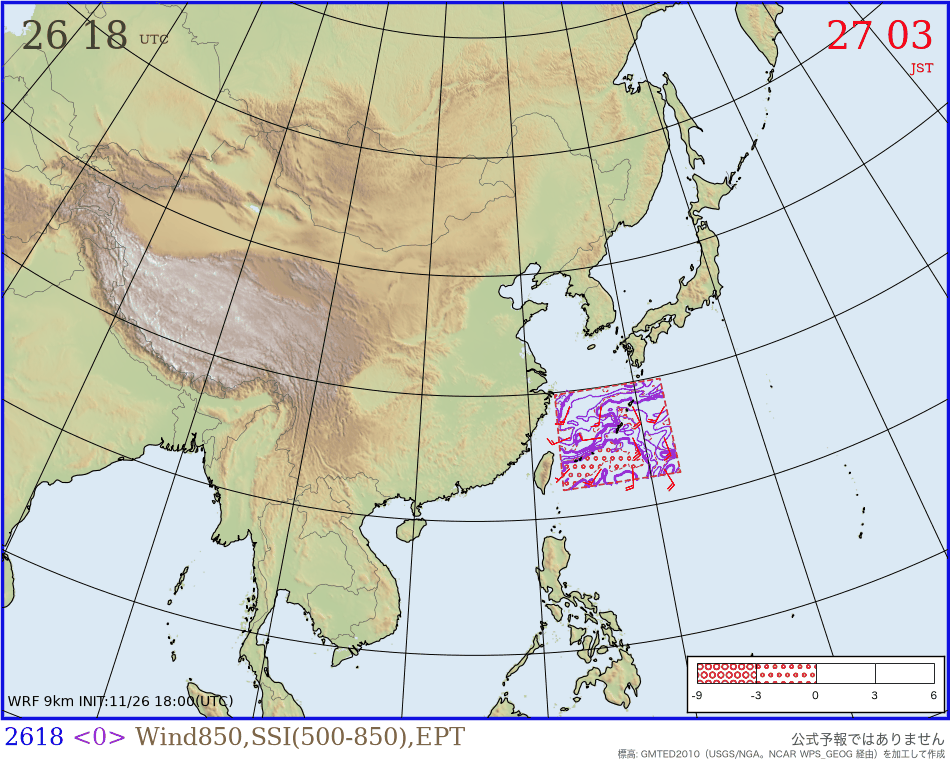 26 18 UTC
27 03
JST
WRF 9km INIT:11/26 18:00(UTC)
-9 -3 0 3 6
2618 <0> Wind850,SSI(500-850),EPT
公式予報ではありません
標高: GMTED2010（USGS/NGA。NCAR WPS_GEOG 経由）を加工して作成